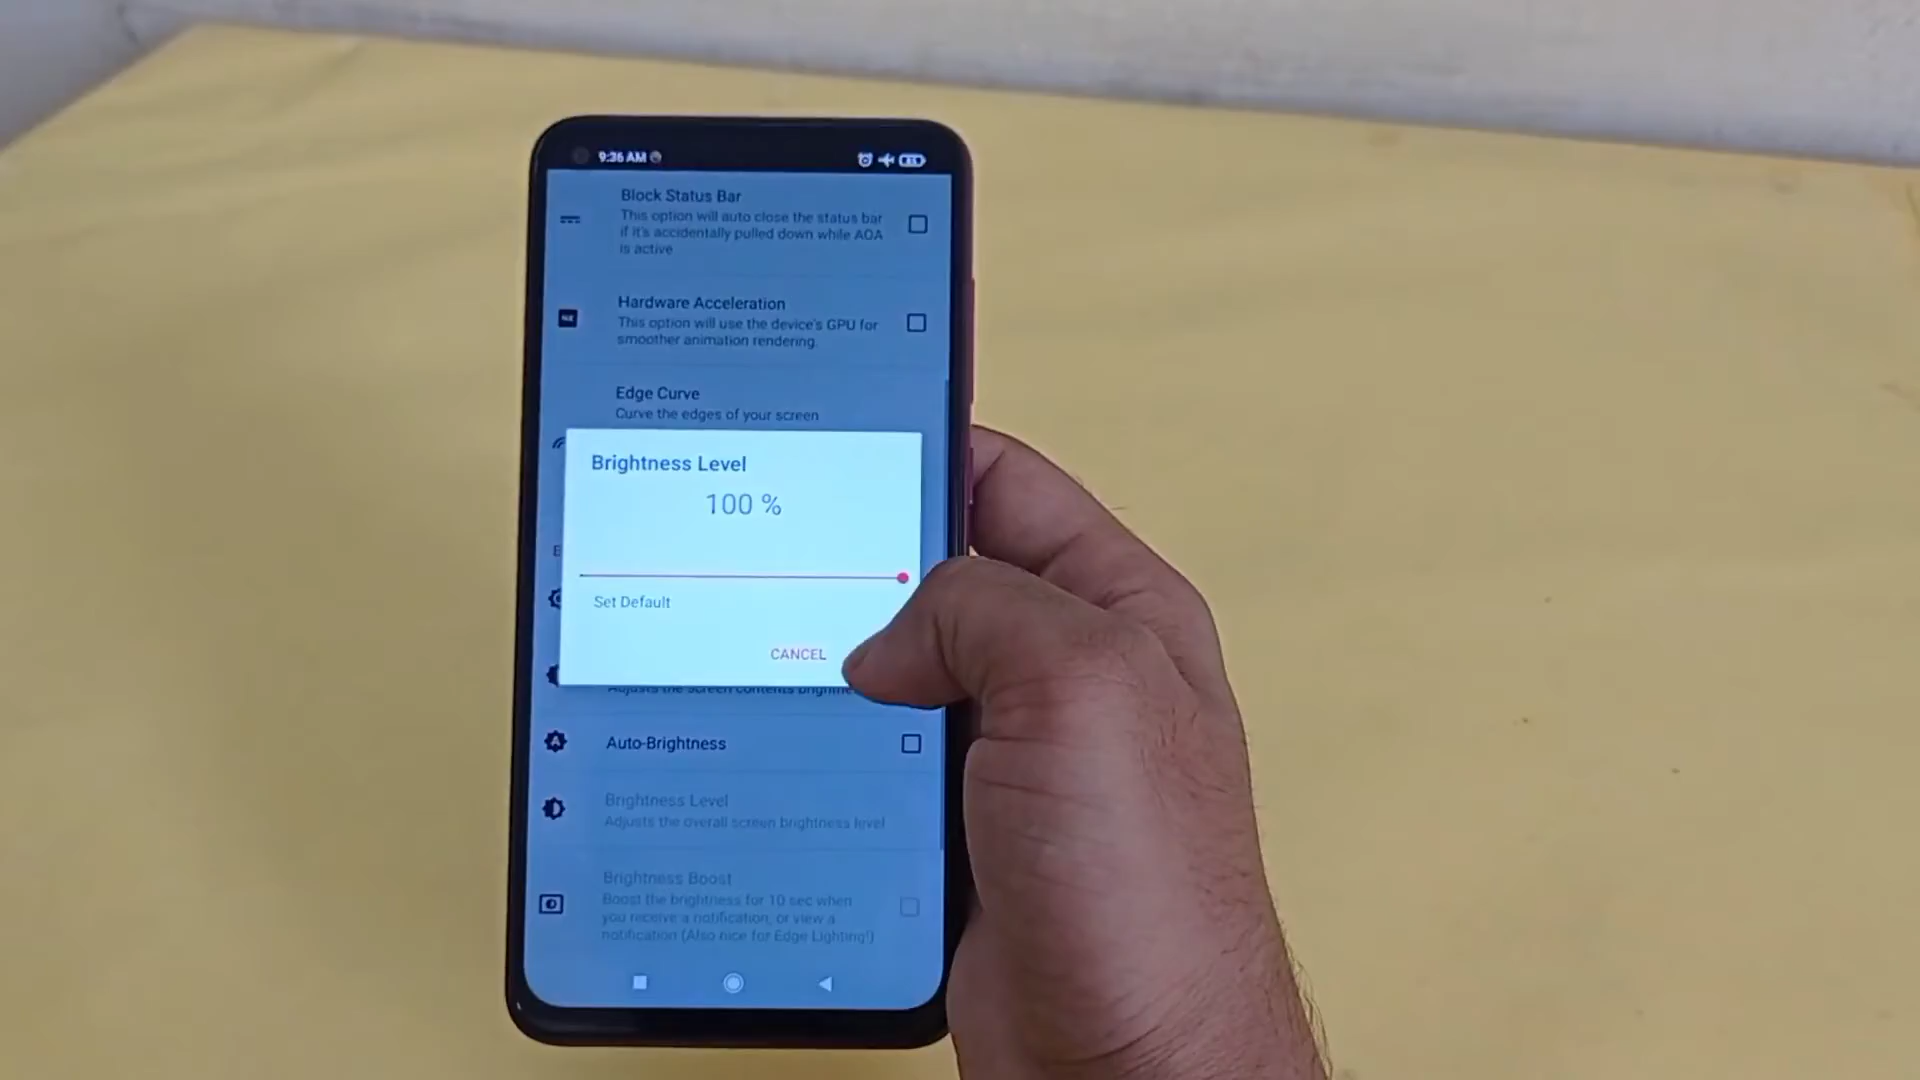 9:36 AM
Block Status Bar
This option will auto close the status bar
if it's accidentally pulled down while AOA
is active
Hardware Acceleration
This option will use the device's GPU for
smoother animation rendering.
Edge Curve
Curve the edges of your screen
Brightness Level
100 %
Set Default
CANCEL
Adjusts the screen contents
Auto-Brightness
Brightness Level
Adjusts the overall screen brightness level
Brightness Boost
Boost the brightness for 10 sec when
you receive a notification, or view a
notification (Also nice for Edge Lighting!)